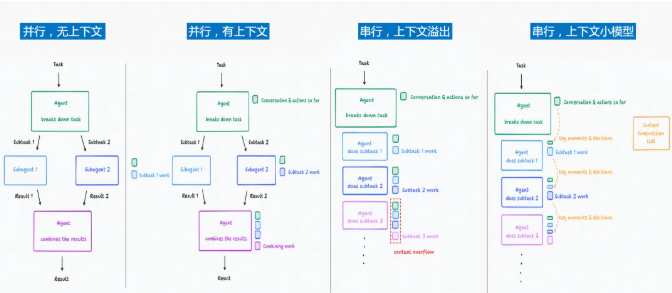 并行，无上下文
Task
Agent
breaks down task
Subtask 1
Subtask 2
Subagent 1
Subagent 2
Result 1
Result 2
Agent
combines the results
Result
并行，有上下文
Task
Agent
breaks down task
Conversation & actions so far
Subtask 1
Subtask 2
Subtask 1 work
Subagent 1
Subagent 2
Subtask 2 work
Result 1
Result 2
Agent
combines the results
Combining work
Result
串行，上下文溢出
Task
Agent
breaks down task
Conversation & actions so far
Agent
does subtask 1
Subtask 1 work
Agent
does subtask 2
Subtask 2 work
Agent
does subtask 3
Subtask 3 work
context overflow
串行，上下文小模型
Task
Agent
breaks down task
Conversation & actions so far
Key moments & decisions
Agent
does subtask 1
Subtask 1 work
Key moments & decisions
Agent
does subtask 2
Subtask 2 work
Key moments & decisions
Agent
does subtask 3
Context
Compression
LLM